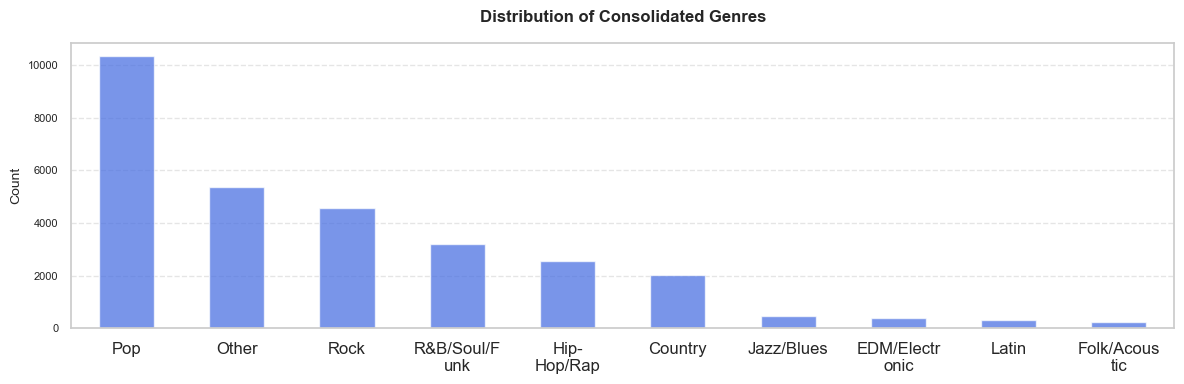 Distribution of Consolidated Genres
Count
10000
8000
6000
4000
2000
0
Pop
Other
Rock
R&B/Soul/F
unk
Hip-
Hop/Rap
Country
Jazz/Blues
EDM/Electr
onic
Latin
Folk/Acous
tic